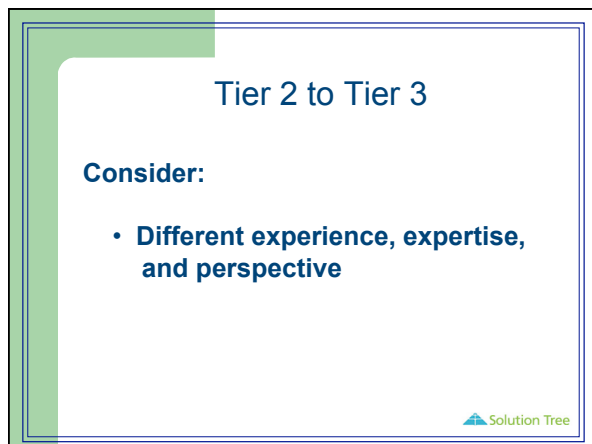 Tier 2 to Tier 3
Consider:
• Different experience, expertise,
and perspective
Solution Tree